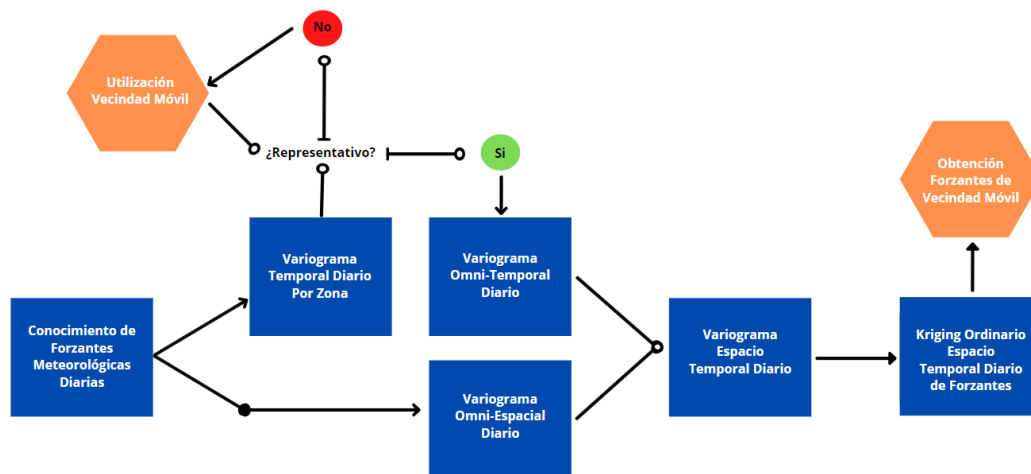 No
Utilización
Vecindad Móvil
¿Representativo?
Si
Obtención
Forzantes de
Vecindad Móvil
Variograma
Temporal Diario
Por Zona
Variograma
Omni-Temporal
Diario
Conocimiento de
Forzantes
Meteorológicas
Diarias
Variograma
Espacio
Temporal Diario
Kriging Ordinario
Espacio
Temporal Diario
de Forzantes
Variograma
Omni-Espacial
Diario